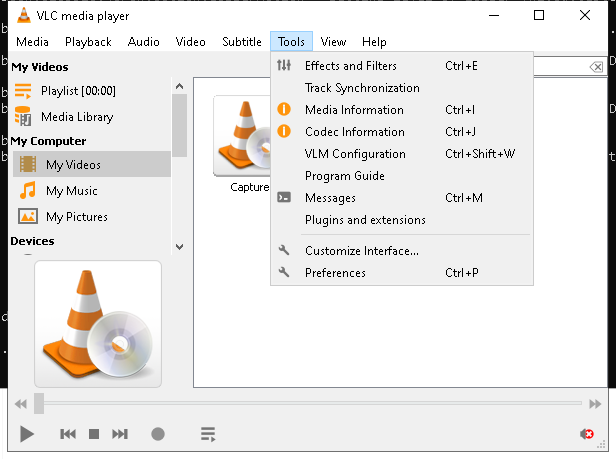 VLC media player
Media Playback Audio Video Subtitle Tools View Help
My Videos
Playlist [00:00]
Media Library
My Computer
My Videos
My Music
My Pictures
Devices
Capture
Effects and Filters Ctrl+E
Track Synchronization
Media Information Ctrl+I
Codec Information Ctrl+J
VLM Configuration Ctrl+Shift+W
Program Guide
Messages Ctrl+M
Plugins and extensions
Customize Interface...
Preferences Ctrl+P